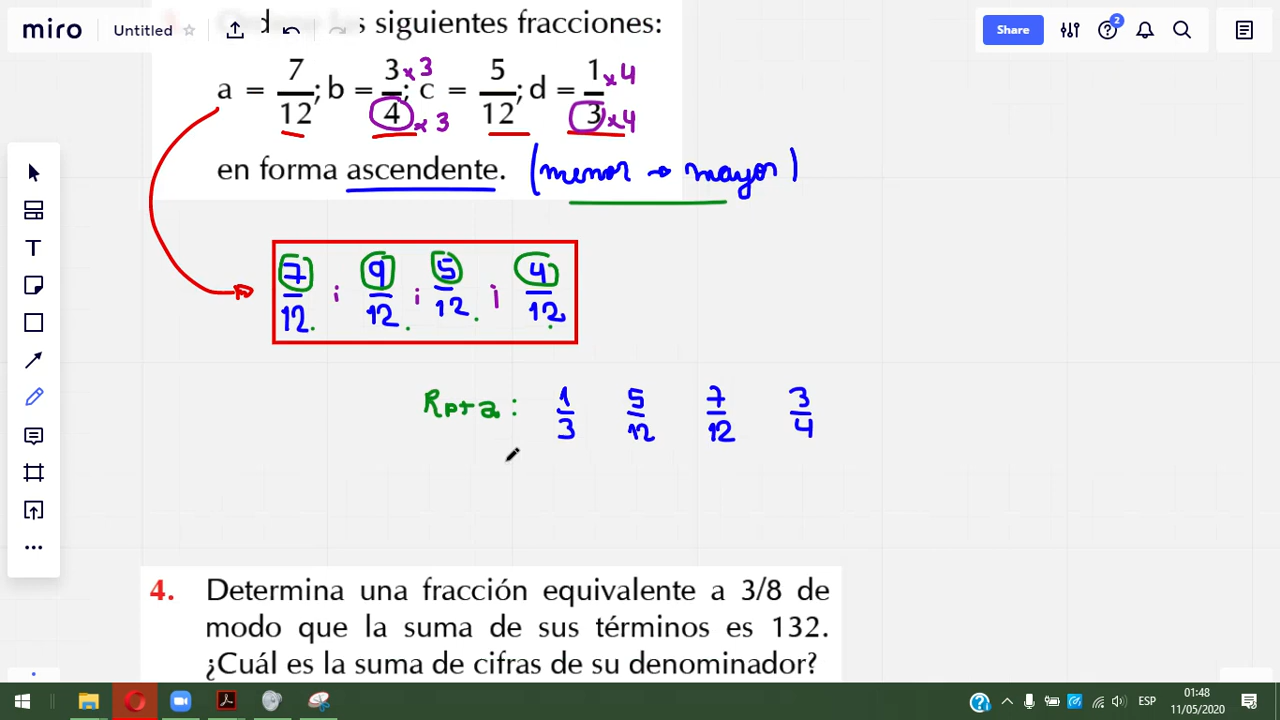 miro Untitled Share 2
siguientes fracciones:
a = 7/12; b = 3/4; c = 5/12; d = 1/3
×3 ×3 ×4 ×4
en forma ascendente. (menor → mayor)
7/12 ; 9/12 ; 5/12 ; 4/12
Rpta : 1/3 5/12 7/12 3/4
4. Determina una fracción equivalente a 3/8 de
modo que la suma de sus términos es 132.
¿Cuál es la suma de cifras de su denominador?
ESP
01:48
11/05/2020